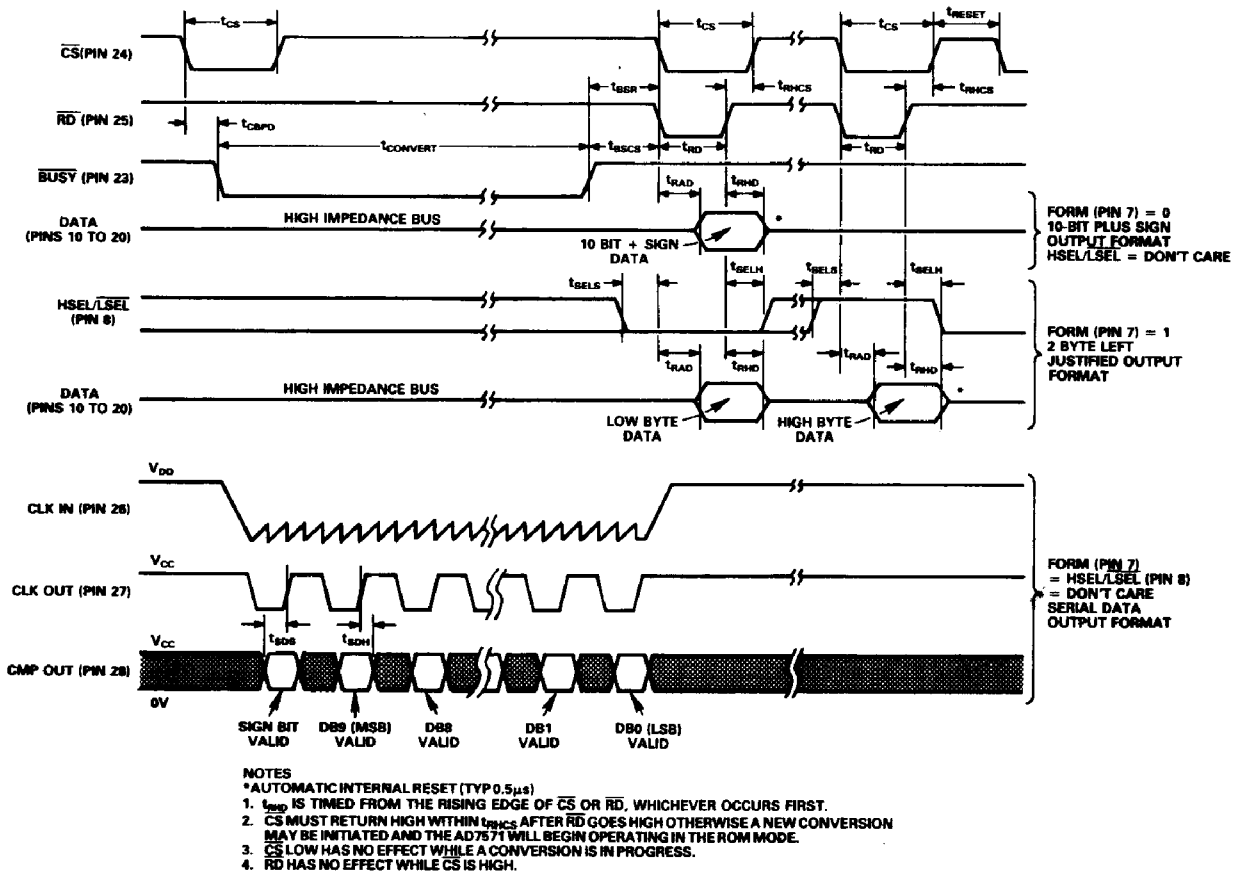 tCS
tCS
tCS
tRESET
CS(PIN 24)
tBSR
tRHCS
tRHCS
RD (PIN 25)
tCBPD
tCONVERT
tBSCS
tRD
tRD
BUSY (PIN 23)
tRAD
tRHD
DATA
(PINS 10 TO 20)
HIGH IMPEDANCE BUS
*
10 BIT + SIGN
DATA
FORM (PIN 7) = 0
10-BIT PLUS SIGN
OUTPUT FORMAT
HSEL/LSEL = DON'T CARE
tSELS
tSELH
tSELS
tSELH
HSEL/LSEL
(PIN 8)
tRAD
tRHD
tRAD
tRHD
FORM (PIN 7) = 1
2 BYTE LEFT
JUSTIFIED OUTPUT
FORMAT
DATA
(PINS 10 TO 20)
HIGH IMPEDANCE BUS
*
LOW BYTE
DATA
HIGH BYTE
DATA
VDD
CLK IN (PIN 26)
VCC
CLK OUT (PIN 27)
tSDS
tSDH
VCC
CMP OUT (PIN 28)
0V
FORM (PIN 7)
= HSEL/LSEL (PIN 8)
= DON'T CARE
SERIAL DATA
OUTPUT FORMAT
SIGN BIT
VALID
DB9 (MSB)
VALID
DB8
VALID
DB1
VALID
DB0 (LSB)
VALID
NOTES
*AUTOMATIC INTERNAL RESET (TYP 0.5μs)
1. tRHD IS TIMED FROM THE RISING EDGE OF CS OR RD, WHICHEVER OCCURS FIRST.
2. CS MUST RETURN HIGH WITHIN tRHCS AFTER RD GOES HIGH OTHERWISE A NEW CONVERSION
MAY BE INITIATED AND THE AD7571 WILL BEGIN OPERATING IN THE ROM MODE.
3. CS LOW HAS NO EFFECT WHILE A CONVERSION IS IN PROGRESS.
4. RD HAS NO EFFECT WHILE CS IS HIGH.